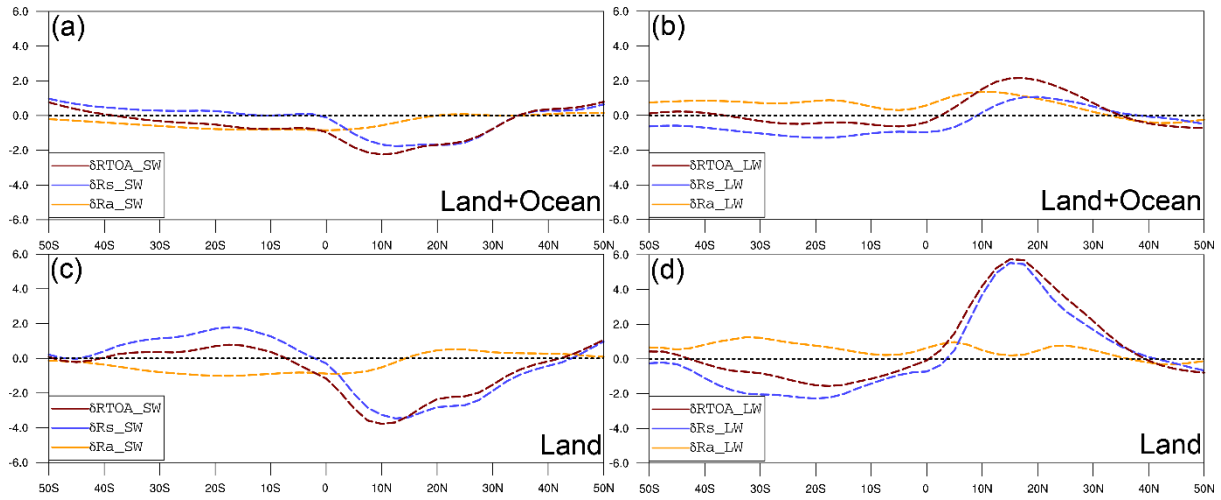 (a)
6.0
4.0
2.0
0.0
-2.0
-4.0
-6.0
δRTOA_SW
δRs_SW
δRa_SW
Land+Ocean
50S 40S 30S 20S 10S 0 10N 20N 30N 40N 50N
(b)
6.0
4.0
2.0
0.0
-2.0
-4.0
-6.0
δRTOA_LW
δRs_LW
δRa_LW
Land+Ocean
50S 40S 30S 20S 10S 0 10N 20N 30N 40N 50N
(c)
6.0
4.0
2.0
0.0
-2.0
-4.0
-6.0
δRTOA_SW
δRs_SW
δRa_SW
Land
50S 40S 30S 20S 10S 0 10N 20N 30N 40N 50N
(d)
6.0
4.0
2.0
0.0
-2.0
-4.0
-6.0
δRTOA_LW
δRs_LW
δRa_LW
Land
50S 40S 30S 20S 10S 0 10N 20N 30N 40N 50N